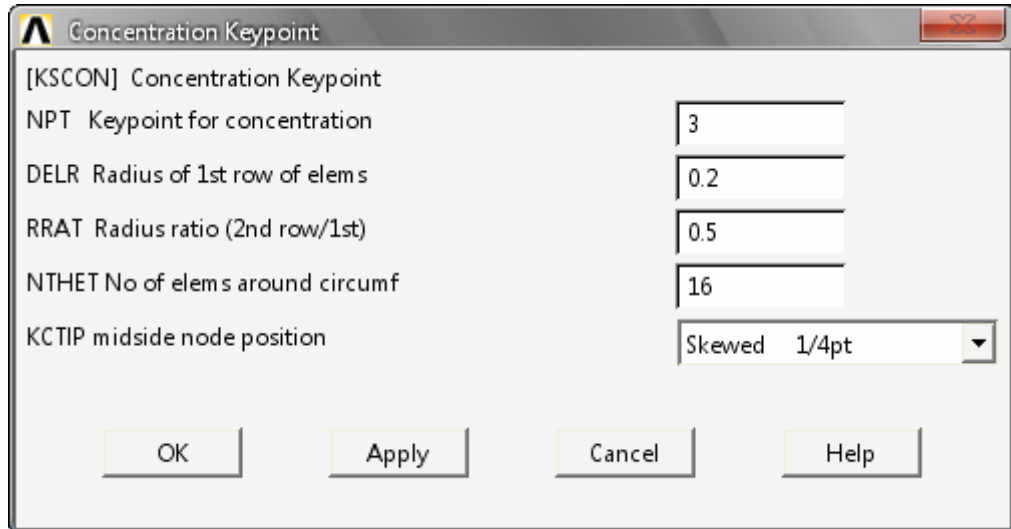 Concentration Keypoint
[KSCON] Concentration Keypoint
NPT Keypoint for concentration 3
DELR Radius of 1st row of elems 0.2
RRAT Radius ratio (2nd row/1st) 0.5
NTHET No of elems around circumf 16
KCTIP midside node position Skewed 1/4pt
OK Apply Cancel Help